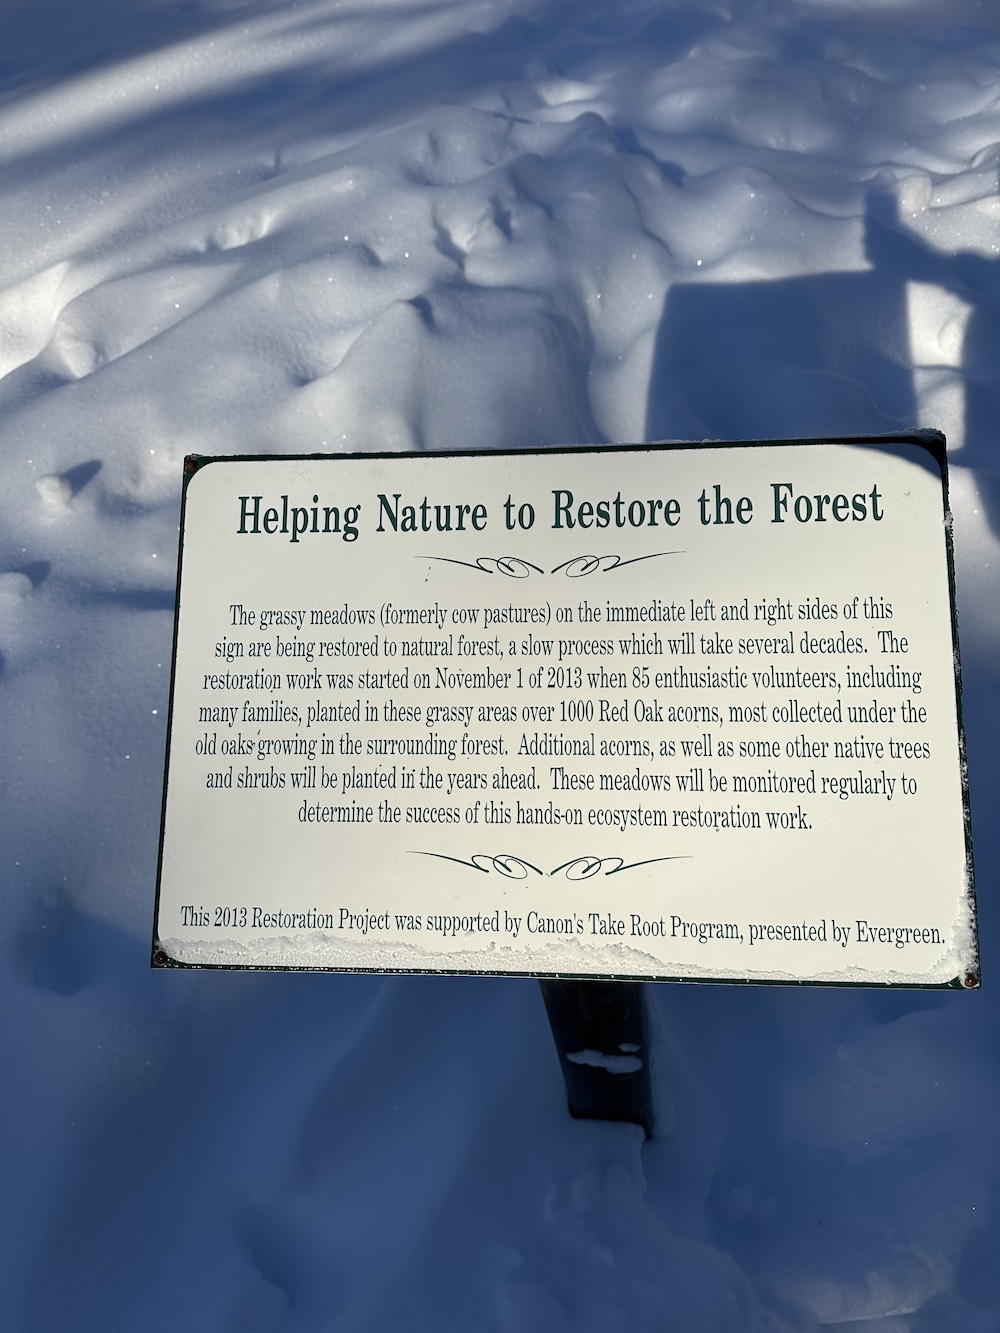 Helping Nature to Restore the Forest
The grassy meadows (formerly cow pastures) on the immediate left and right sides of this
sign are being restored to natural forest, a slow process which will take several decades. The
restoration work was started on November 1 of 2013 when 85 enthusiastic volunteers, including
many families, planted in these grassy areas over 1000 Red Oak acorns, most collected under the
old oaks growing in the surrounding forest. Additional acorns, as well as some other native trees
and shrubs will be planted in the years ahead. These meadows will be monitored regularly to
determine the success of this hands-on ecosystem restoration work.
This 2013 Restoration Project was supported by Canon's Take Root Program, presented by Evergreen.